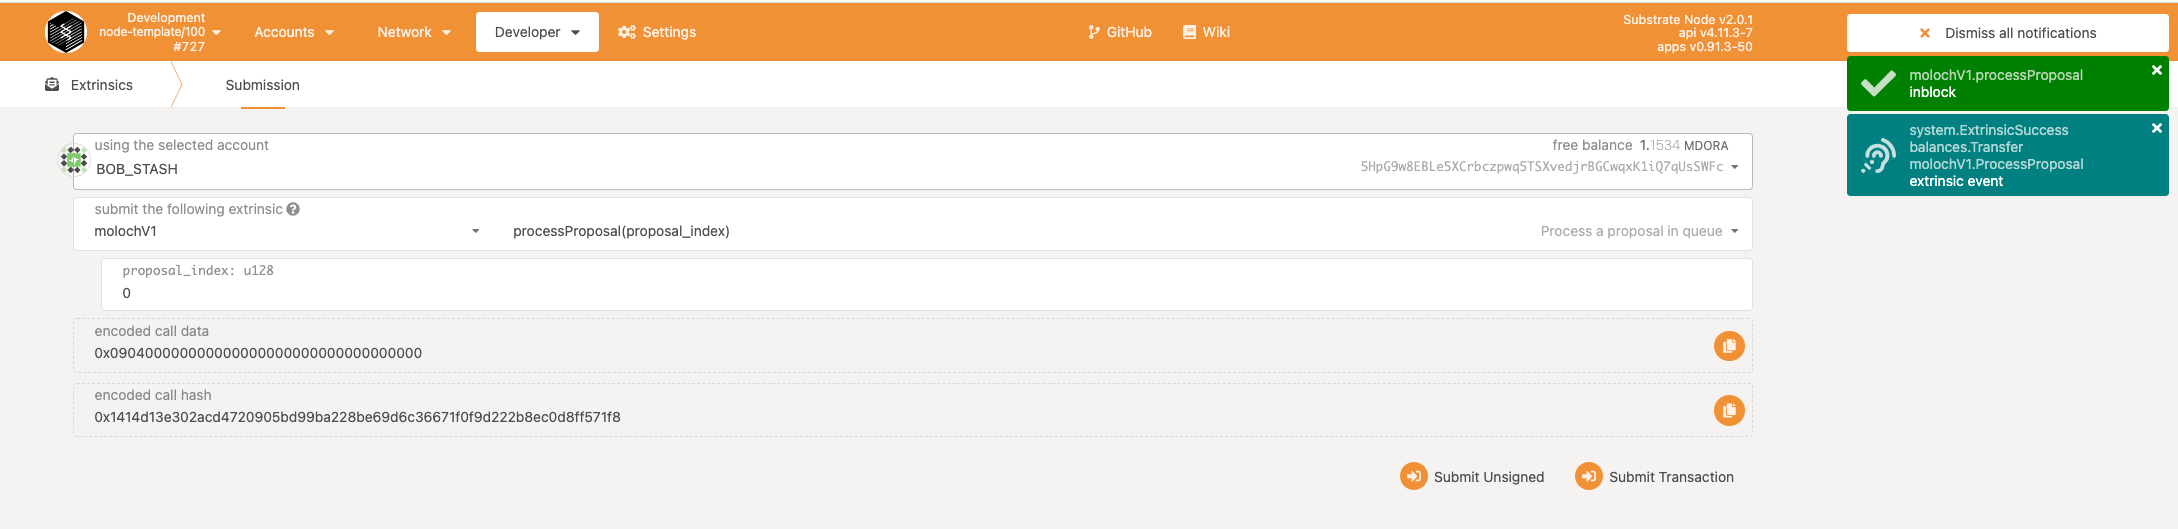 Development
node-template/100
#727
Accounts
Network
Developer
Settings
GitHub
Wiki
Substrate Node v2.0.1
api v4.11.3-7
apps v0.91.3-50
Dismiss all notifications
molochV1.processProposal
inblock
system.ExtrinsicSuccess
balances.Transfer
molochV1.ProcessProposal
extrinsic event
Extrinsics
Submission
using the selected account
BOB_STASH
free balance 1.1534 MDORA
5HpG9w8EBLe5XCrbczpwq5TSXvedjrBGCwqxK1iQ7qUsSWFc
submit the following extrinsic
molochV1
processProposal(proposal_index)
Process a proposal in queue
proposal_index: u128
0
encoded call data
0x090400000000000000000000000000000000
encoded call hash
0x1414d13e302acd4720905bd99ba228be69d6c36671f0f9d222b8ec0d8ff571f8
Submit Unsigned
Submit Transaction